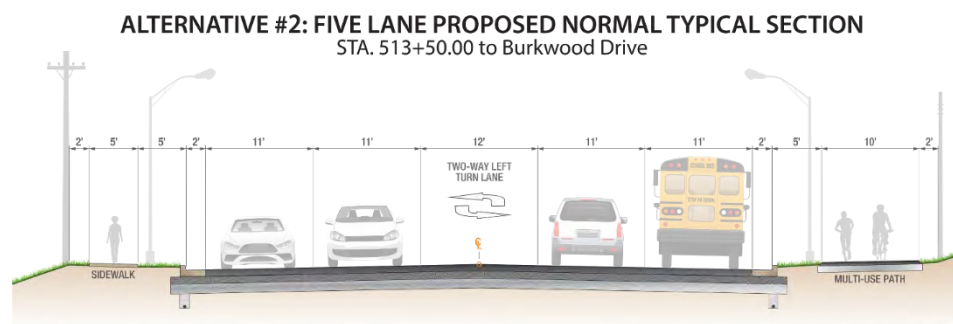 ALTERNATIVE #2: FIVE LANE PROPOSED NORMAL TYPICAL SECTION
STA. 513+50.00 to Burkwood Drive
2' 5' 5' 2' 11' 11' 12' 11' 11' 2' 5' 10' 2'
TWO-WAY LEFT
TURN LANE
SCHOOL BUS
℄
SIDEWALK
MULTI-USE PATH